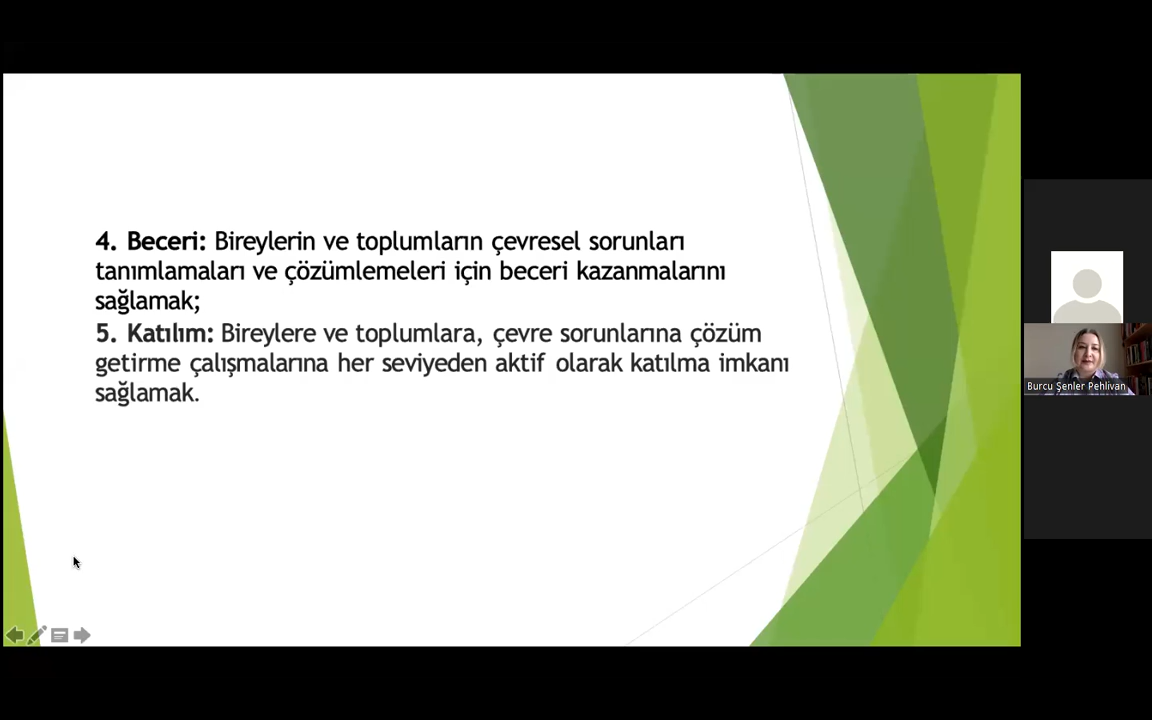 4. Beceri: Bireylerin ve toplumların çevresel sorunları
tanımlamaları ve çözümlemeleri için beceri kazanmalarını
sağlamak;
5. Katılım: Bireylere ve toplumlara, çevre sorunlarına çözüm
getirme çalışmalarına her seviyeden aktif olarak katılma imkanı
sağlamak.
Burcu Şenler Pehlivan